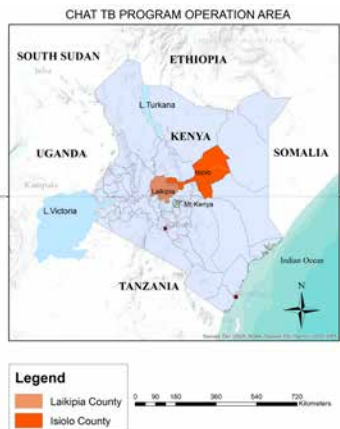 CHAT TB PROGRAM OPERATION AREA
SOUTH SUDAN
ETHIOPIA
L.Turkana
KENYA
UGANDA
SOMALIA
Isiolo
Laikipia
Kampala
Mt.Kenya
L.Victoria
Indian Ocean
TANZANIA
N
Legend
Laikipia County
Isiolo County
0 90 180 360 540 720
Kilometers